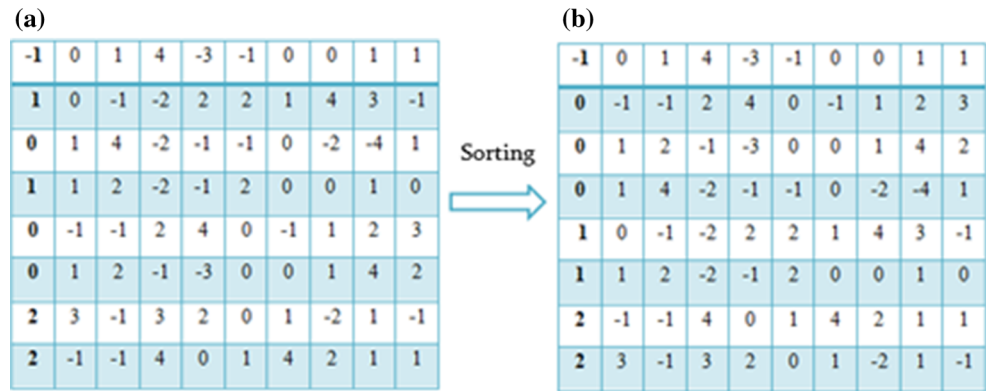 (a) (b)
-1 0 1 4 -3 -1 0 0 1 1
1 0 -1 -2 2 2 1 4 3 -1
0 1 4 -2 -1 -1 0 -2 -4 1
1 1 2 -2 -1 2 0 0 1 0
0 -1 -1 2 4 0 -1 1 2 3
0 1 2 -1 -3 0 0 1 4 2
2 3 -1 3 2 0 1 -2 1 -1
2 -1 -1 4 0 1 4 2 1 1
Sorting
-1 0 1 4 -3 -1 0 0 1 1
0 -1 -1 2 4 0 -1 1 2 3
0 1 2 -1 -3 0 0 1 4 2
0 1 4 -2 -1 -1 0 -2 -4 1
1 0 -1 -2 2 2 1 4 3 -1
1 1 2 -2 -1 2 0 0 1 0
2 -1 -1 4 0 1 4 2 1 1
2 3 -1 3 2 0 1 -2 1 -1